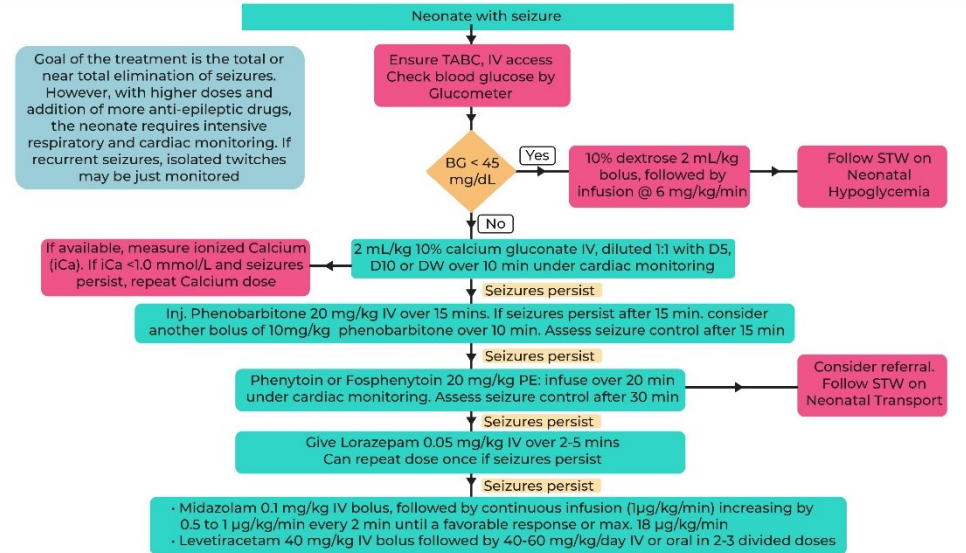 Neonate with seizure
Goal of the treatment is the total or
near total elimination of seizures.
However, with higher doses and
addition of more anti-epileptic drugs,
the neonate requires intensive
respiratory and cardiac monitoring. If
recurrent seizures, isolated twitches
may be just monitored
Ensure TABC, IV access
Check blood glucose by
Glucometer
BG < 45
mg/dL
Yes
10% dextrose 2 mL/kg
bolus, followed by
infusion @ 6 mg/kg/min
Follow STW on
Neonatal
Hypoglycemia
No
If available, measure ionized Calcium
(iCa). If iCa <1.0 mmol/L and seizures
persist, repeat Calcium dose
2 mL/kg 10% calcium gluconate IV, diluted 1:1 with D5,
D10 or DW over 10 min under cardiac monitoring
Seizures persist
Inj. Phenobarbitone 20 mg/kg IV over 15 mins. If seizures persist after 15 min. consider
another bolus of 10mg/kg phenobarbitone over 10 min. Assess seizure control after 15 min
Seizures persist
Phenytoin or Fosphenytoin 20 mg/kg PE: infuse over 20 min
under cardiac monitoring. Assess seizure control after 30 min
Consider referral.
Follow STW on
Neonatal Transport
Seizures persist
Give Lorazepam 0.05 mg/kg IV over 2-5 mins
Can repeat dose once if seizures persist
Seizures persist
• Midazolam 0.1 mg/kg IV bolus, followed by continuous infusion (1µg/kg/min) increasing by
0.5 to 1 µg/kg/min every 2 min until a favorable response or max. 18 µg/kg/min
• Levetiracetam 40 mg/kg IV bolus followed by 40-60 mg/kg/day IV or oral in 2-3 divided doses